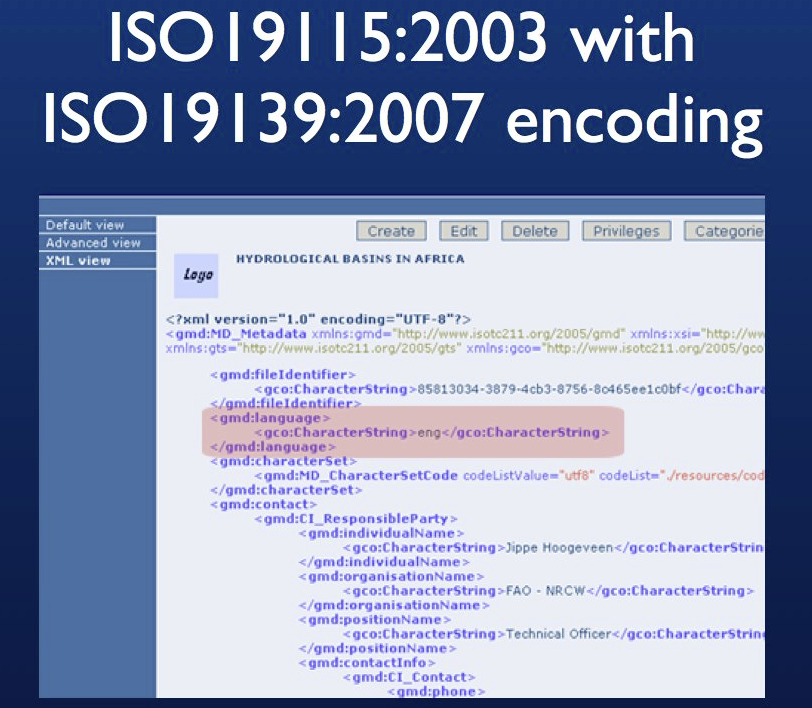 ISO19115:2003 with
ISO19139:2007 encoding
Default view
Advanced view
XML view
Create Edit Delete Privileges Categorie
Logo
HYDROLOGICAL BASINS IN AFRICA
<?xml version="1.0" encoding="UTF-8"?>
<gmd:MD_Metadata xmlns:gmd="http://www.isotc211.org/2005/gmd" xmlns:xsi="http://ww
xmlns:gts="http://www.isotc211.org/2005/gts" xmlns:gco="http://www.isotc211.org/2005/gco
<gmd:fileIdentifier>
<gco:CharacterString>85813034-3879-4cb3-8756-8c465ee1c0bf</gco:Chara
</gmd:fileIdentifier>
<gmd:language>
<gco:CharacterString>eng</gco:CharacterString>
</gmd:language>
<gmd:characterSet>
<gmd:MD_CharacterSetCode codeListValue="utf8" codeList="./resources/cod
</gmd:characterSet>
<gmd:contact>
<gmd:CI_ResponsibleParty>
<gmd:individualName>
<gco:CharacterString>Jippe Hoogeveen</gco:CharacterStrin
</gmd:individualName>
<gmd:organisationName>
<gco:CharacterString>FAO - NRCW</gco:CharacterString>
</gmd:organisationName>
<gmd:positionName>
<gco:CharacterString>Technical Officer</gco:CharacterString
</gmd:positionName>
<gmd:contactInfo>
<gmd:CI_Contact>
<gmd:phone>